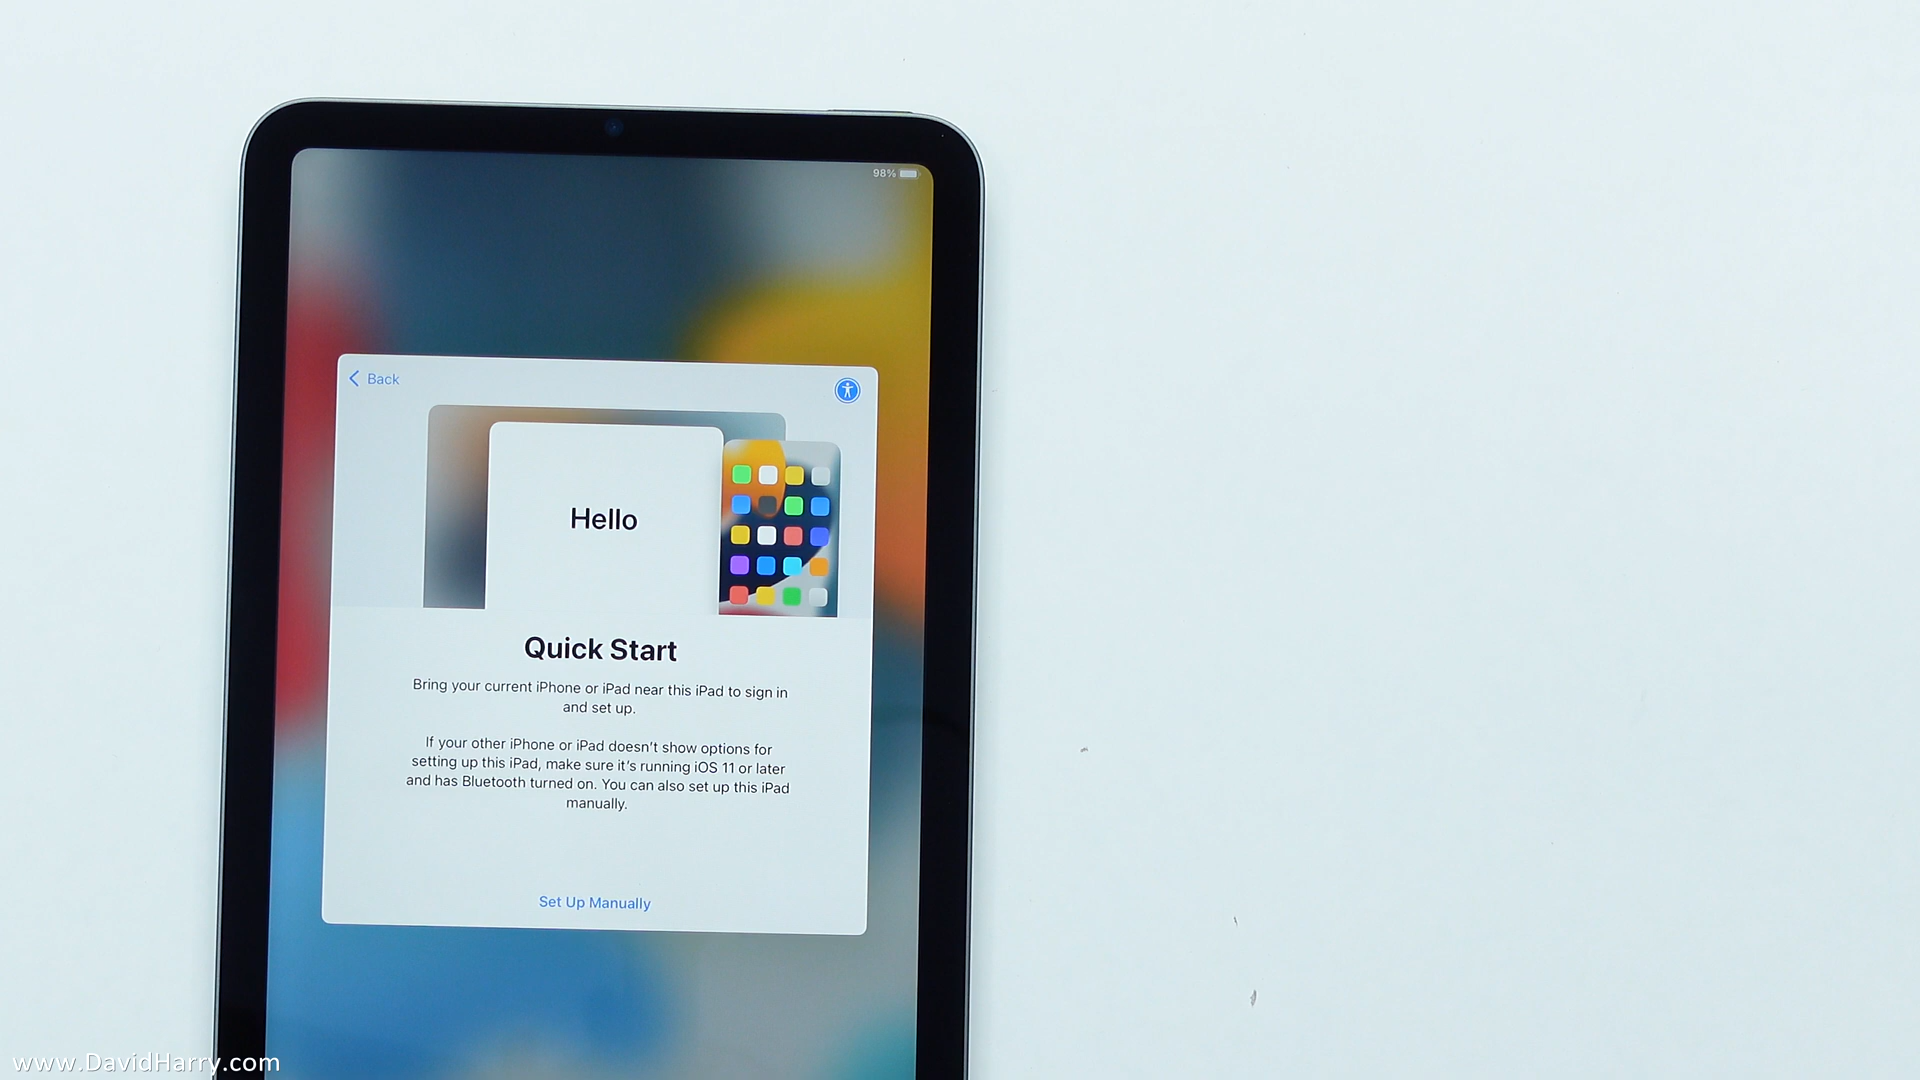 98%
Back
Hello
Quick Start
Bring your current iPhone or iPad near this iPad to sign in
and set up.
If your other iPhone or iPad doesn't show options for
setting up this iPad, make sure it's running iOS 11 or later
and has Bluetooth turned on. You can also set up this iPad
manually.
Set Up Manually
www.DavidHarry.com